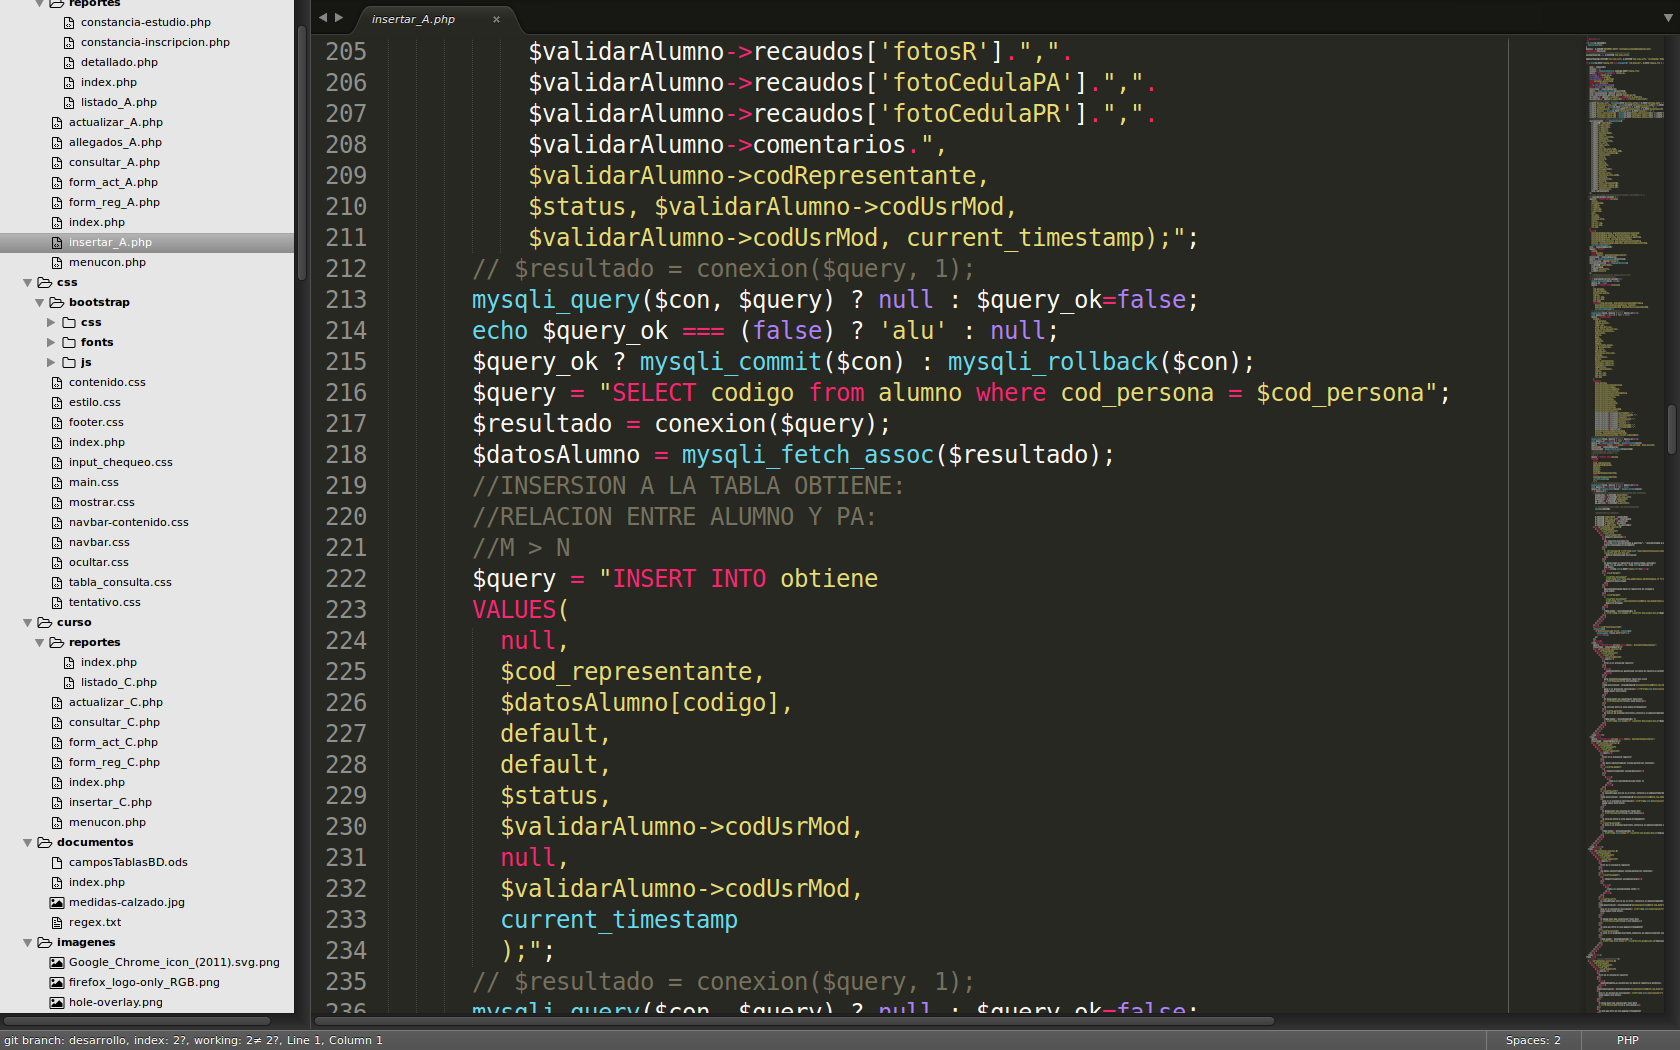 reportes
constancia-estudio.php
constancia-inscripcion.php
detallado.php
index.php
listado_A.php
actualizar_A.php
allegados_A.php
consultar_A.php
form_act_A.php
form_reg_A.php
index.php
insertar_A.php
menucon.php
css
bootstrap
css
fonts
js
contenido.css
estilo.css
footer.css
index.php
input_chequeo.css
main.css
mostrar.css
navbar-contenido.css
navbar.css
ocultar.css
tabla_consulta.css
tentativo.css
curso
reportes
index.php
listado_C.php
actualizar_C.php
consultar_C.php
form_act_C.php
form_reg_C.php
index.php
insertar_C.php
menucon.php
documentos
camposTablasBD.ods
index.php
medidas-calzado.jpg
regex.txt
imagenes
Google_Chrome_icon_(2011).svg.png
firefox_logo-only_RGB.png
hole-overlay.png
insertar_A.php ×
205 $validarAlumno->recaudos['fotosR'].",".
206 $validarAlumno->recaudos['fotoCedulaPA'].",".
207 $validarAlumno->recaudos['fotoCedulaPR'].",".
208 $validarAlumno->comentarios.",
209 $validarAlumno->codRepresentante,
210 $status, $validarAlumno->codUsrMod,
211 $validarAlumno->codUsrMod, current_timestamp);";
212 // $resultado = conexion($query, 1);
213 mysqli_query($con, $query) ? null : $query_ok=false;
214 echo $query_ok === (false) ? 'alu' : null;
215 $query_ok ? mysqli_commit($con) : mysqli_rollback($con);
216 $query = "SELECT codigo from alumno where cod_persona = $cod_persona";
217 $resultado = conexion($query);
218 $datosAlumno = mysqli_fetch_assoc($resultado);
219 //INSERSION A LA TABLA OBTIENE:
220 //RELACION ENTRE ALUMNO Y PA:
221 //M > N
222 $query = "INSERT INTO obtiene
223 VALUES(
224 null,
225 $cod_representante,
226 $datosAlumno[codigo],
227 default,
228 default,
229 $status,
230 $validarAlumno->codUsrMod,
231 null,
232 $validarAlumno->codUsrMod,
233 current_timestamp
234 );";
235 // $resultado = conexion($query, 1);
236 mysqli_query($con, $query) ? null : $query_ok=false;
git branch: desarrollo, index: 2?, working: 2≠ 2?, Line 1, Column 1
Spaces: 2
PHP